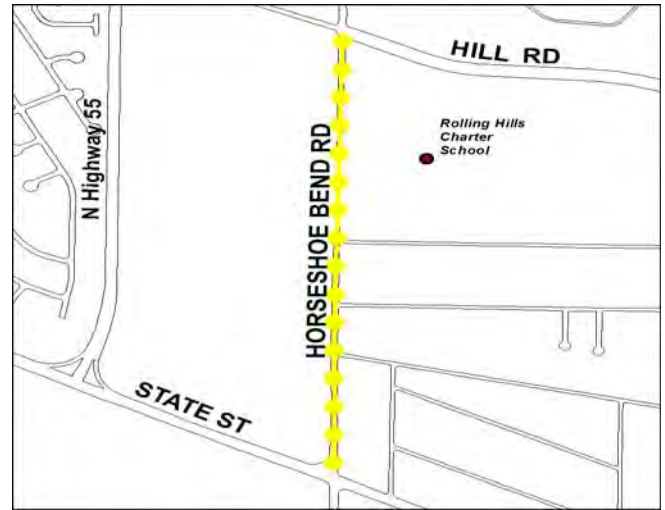 HILL RD
Rolling Hills
Charter
School
N Highway 55
HORSESHOE BEND RD
STATE ST